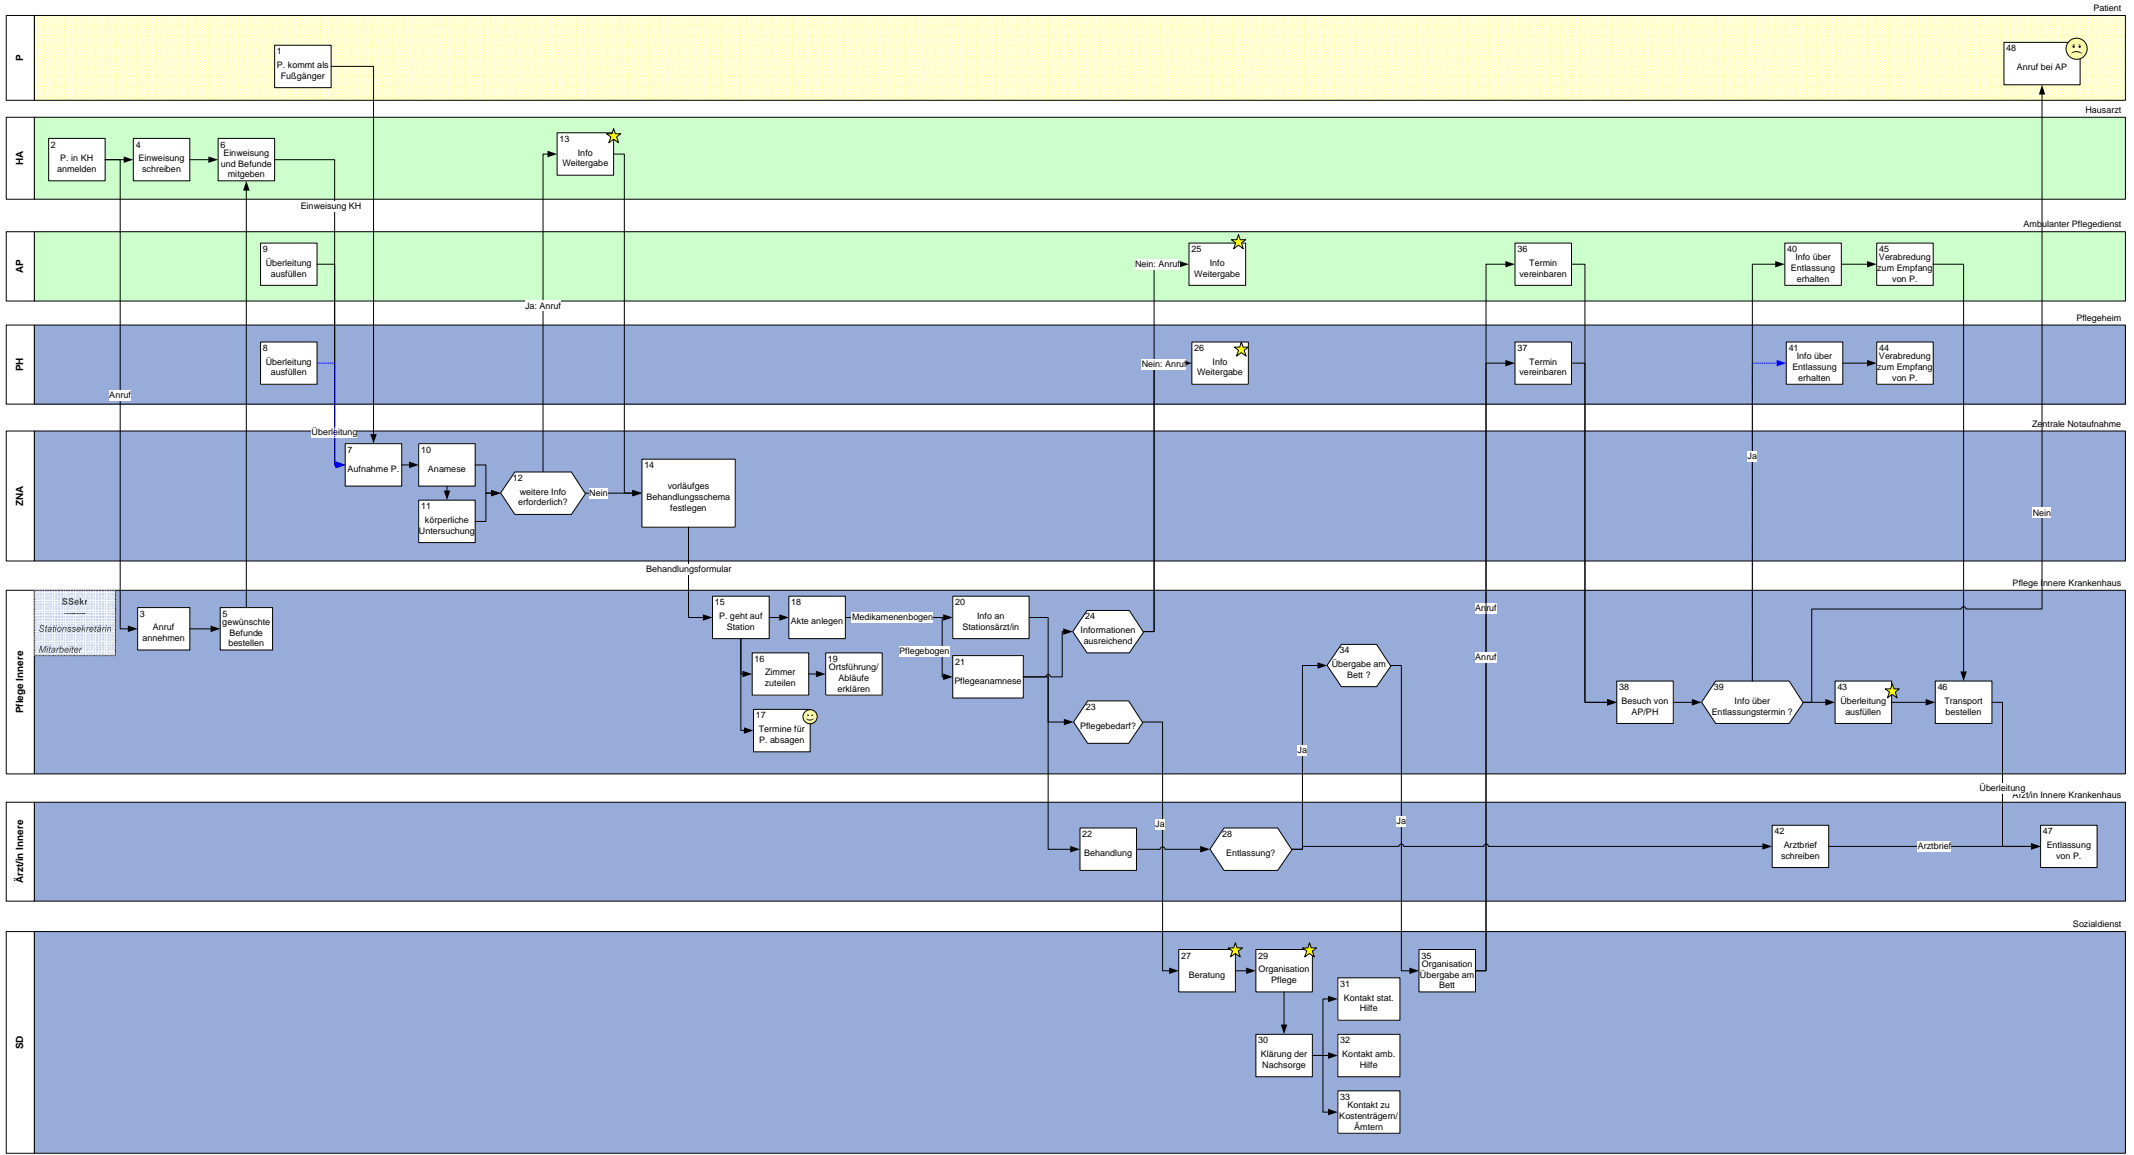 Patient
P
1
P. kommt als
Fußgänger
48
Anruf bei AP
Hausarzt
HA
2
P. in KH
anmelden
4
Einweisung
schreiben
6
Einweisung
und Befunde
mitgeben
13
Info
Weitergabe
Einweisung KH
Ambulanter Pflegedienst
AP
9
Überleitung
ausfüllen
Nein: Anruf
25
Info
Weitergabe
36
Termin
vereinbaren
40
Info über
Entlassung
erhalten
45
Verabredung
zum Empfang
von P.
Ja: Anruf
Pflegeheim
PH
8
Überleitung
ausfüllen
Nein: Anruf
26
Info
Weitergabe
37
Termin
vereinbaren
41
Info über
Entlassung
erhalten
44
Verabredung
zum Empfang
von P.
Anruf
Überleitung
Zentrale Notaufnahme
ZNA
7
Aufnahme P.
10
Anamese
11
körperliche
Untersuchung
12
weitere Info
erforderlich?
Nein
14
vorläufges
Behandlungsschema
festlegen
Ja
Nein
Behandlungsformular
Pflege Innere Krankenhaus
Pflege Innere
SSekr
Stationssekretärin
Mitarbeiter
3
Anruf
annehmen
5
gewünschte
Befunde
bestellen
15
P. geht auf
Station
18
Akte anlegen
Medikamenenbogen
20
Info an
Stationsärzt/in
24
Informationen
ausreichend
Anruf
Pflegebogen
16
Zimmer
zuteilen
19
Ortsführung/
Abläufe
erklären
21
Pflegeanamnese
34
Übergabe am
Bett ?
Anruf
17
Termine für
P. absagen
23
Pflegebedarf?
38
Besuch von
AP/PH
39
Info über
Entlassungstermin ?
43
Überleitung
ausfüllen
46
Transport
bestellen
Ja
Überleitung
Arzt/in Innere Krankenhaus
Ärzt/in Innere
Ja
Ja
22
Behandlung
28
Entlassung?
42
Arztbrief
schreiben
Arztbrief
47
Entlassung
von P.
Sozialdienst
SD
27
Beratung
29
Organisation
Pflege
35
Organisation
Übergabe am
Bett
31
Kontakt stat.
Hilfe
30
Klärung der
Nachsorge
32
Kontakt amb.
Hilfe
33
Kontakt zu
Kostenträgern/
Ämtern